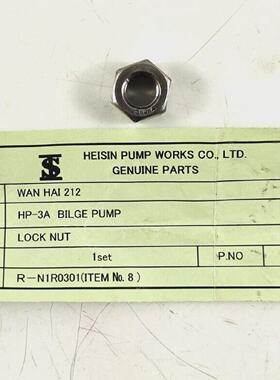 HEISIN PUMP WORKS CO., LTD.
GENUINE PARTS
WAN HAI 212
HP-3A BILGE PUMP
LOCK NUT
1set P.NO
R-N1R0301(ITEM No. 8)